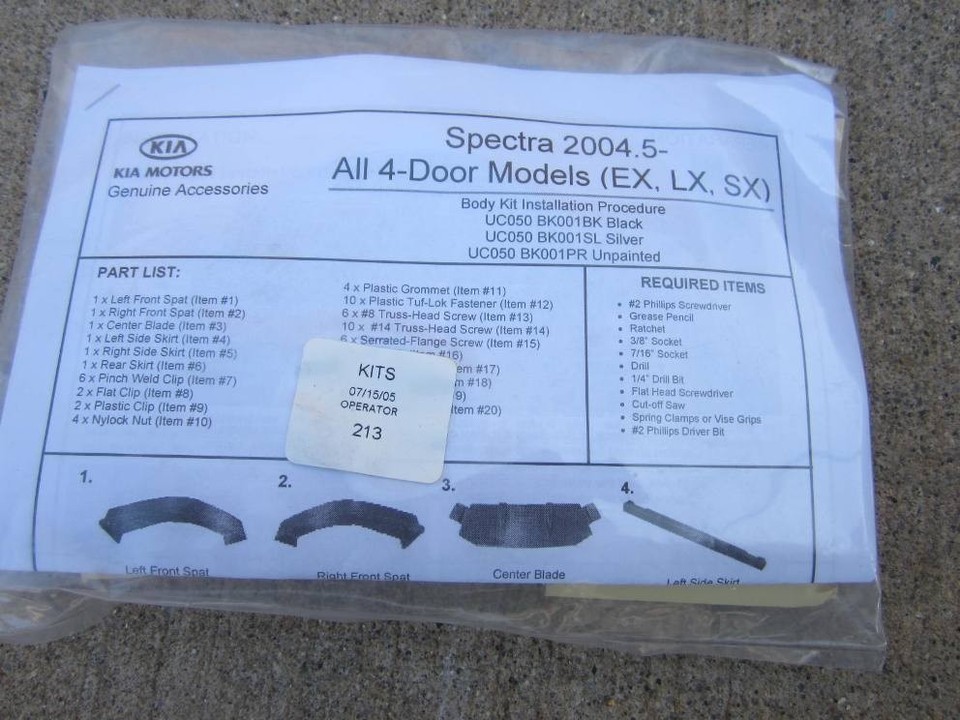 KIA
KIA MOTORS
Genuine Accessories
Spectra 2004.5-
All 4-Door Models (EX, LX, SX)
Body Kit Installation Procedure
UC050 BK001BK Black
UC050 BK001SL Silver
UC050 BK001PR Unpainted
PART LIST:
1 x Left Front Spat (Item #1)
1 x Right Front Spat (Item #2)
1 x Center Blade (Item #3)
1 x Left Side Skirt (Item #4)
1 x Right Side Skirt (Item #5)
1 x Rear Skirt (Item #6)
6 x Pinch Weld Clip (Item #7)
2 x Flat Clip (Item #8)
2 x Plastic Clip (Item #9)
4 x Nylock Nut (Item #10)
4 x Plastic Grommet (Item #11)
10 x Plastic Tuf-Lok Fastener (Item #12)
6 x #8 Truss-Head Screw (Item #13)
10 x #14 Truss-Head Screw (Item #14)
6 x Serrated-Flange Screw (Item #15)
#16)
#17)
#18)
9)
Item #20)
KITS
07/15/05
OPERATOR
213
REQUIRED ITEMS
• #2 Phillips Screwdriver
• Grease Pencil
• Ratchet
• 3/8" Socket
• 7/16" Socket
• Drill
• 1/4" Drill Bit
• Flat Head Screwdriver
• Cut-off Saw
• Spring Clamps or Vise Grips
• #2 Phillips Driver Bit
1.
2.
3.
4.
Left Front Spat
Right Front Spat
Center Blade
Left Side Skirt